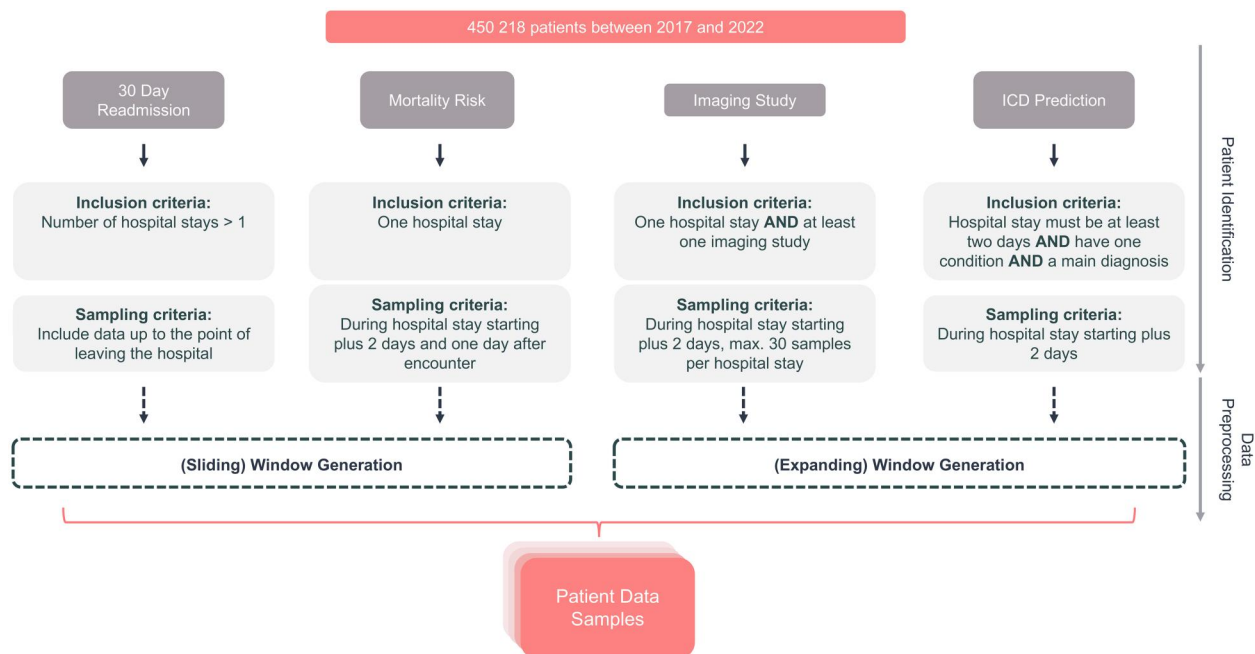 450 218 patients between 2017 and 2022
30 Day
Readmission
Mortality Risk
Imaging Study
ICD Prediction
Inclusion criteria:
Number of hospital stays > 1
Inclusion criteria:
One hospital stay
Inclusion criteria:
One hospital stay AND at least
one imaging study
Inclusion criteria:
Hospital stay must be at least
two days AND have one
condition AND a main diagnosis
Sampling criteria:
Include data up to the point of
leaving the hospital
Sampling criteria:
During hospital stay starting
plus 2 days and one day after
encounter
Sampling criteria:
During hospital stay starting
plus 2 days, max. 30 samples
per hospital stay
Sampling criteria:
During hospital stay starting plus
2 days
Patient Identification
(Sliding) Window Generation
(Expanding) Window Generation
Data
Preprocessing
Patient Data
Samples